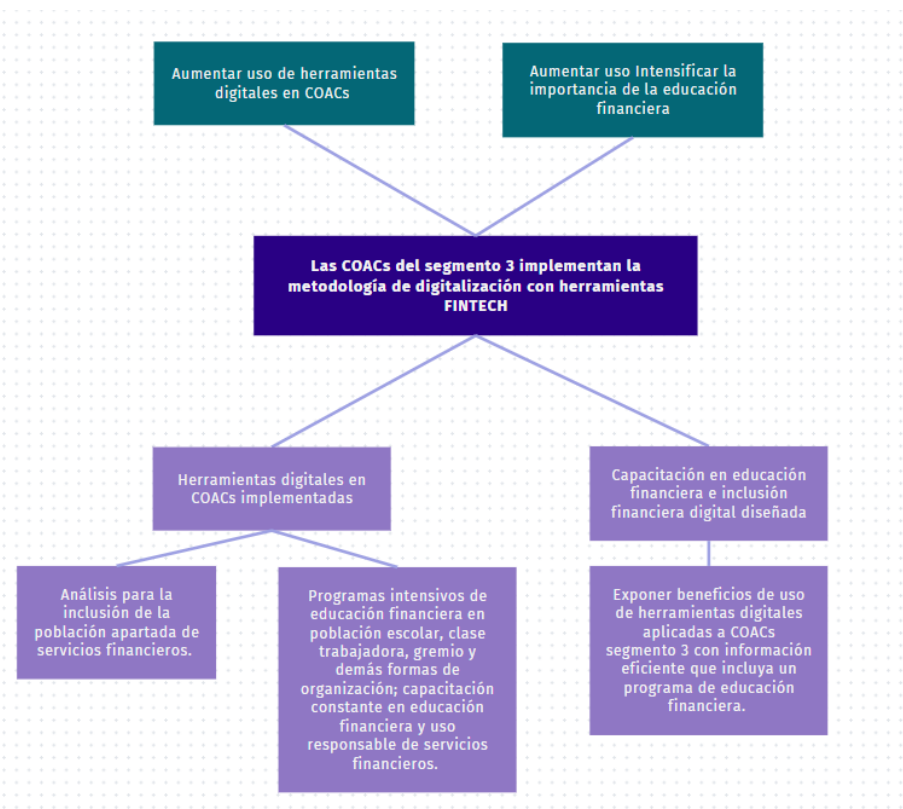 Aumentar uso de herramientas
digitales en COACs
Aumentar uso Intensificar la
importancia de la educación
financiera
Las COACs del segmento 3 implementan la
metodología de digitalización con herramientas
FINTECH
Herramientas digitales en
COACs implementadas
Capacitación en educación
financiera e inclusión
financiera digital diseñada
Análisis para la
inclusión de la
población apartada de
servicios financieros.
Programas intensivos de
educación financiera en
población escolar, clase
trabajadora, gremio y
demás formas de
organización; capacitación
constante en educación
financiera y uso
responsable de servicios
financieros.
Exponer beneficios de uso
de herramientas digitales
aplicadas a COACs
segmento 3 con información
eficiente que incluya un
programa de educación
financiera.